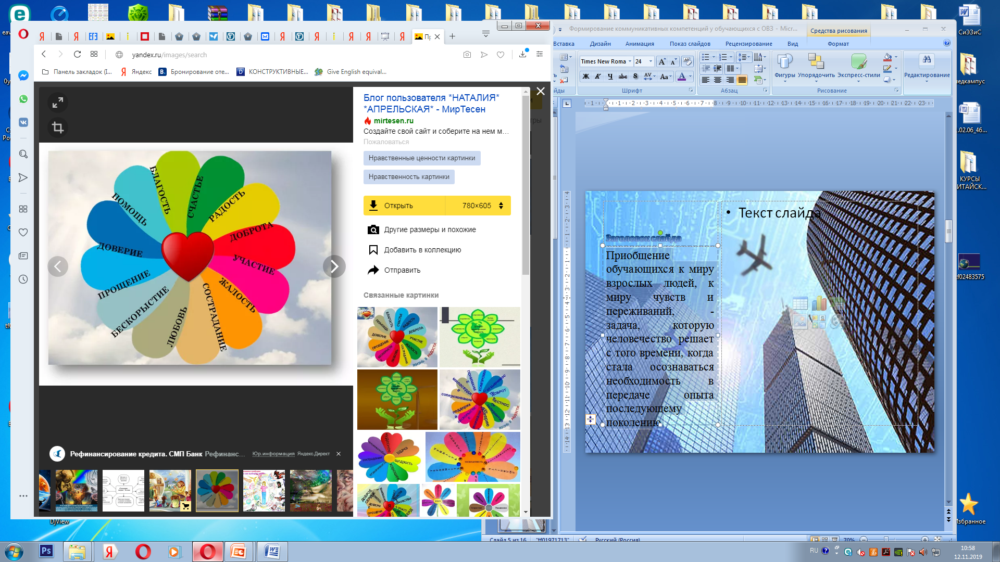 Формирование коммуникативных компетенций у обучающихся с ОВЗ - Micr...
Средства рисования
Вставка
Дизайн
Анимация
Показ слайдов
Рецензирование
Вид
Формат
yandex.ru/images/search
Панель закладок (I...
Яндекс
Бронирование оте...
КОНСТРУКТИВНЫЕ...
Give English equival...
Times New Roma
24
Шрифт
Абзац
Фигуры
Упорядочить
Экспресс-стили
Рисование
Редактирование
Блог пользователя *НАТАЛИЯ*
*АПРЕЛЬСКАЯ* - МирТесен
mirtesen.ru
Создайте свой сайт и соберите на нем м...
Пожаловаться
Нравственные ценности картинки
Нравственность картинки
Открыть
780×605
Другие размеры и похожие
Добавить в коллекцию
Отправить
Связанные картинки
БЛАГОСТЬ
СЧАСТЬЕ
РАДОСТЬ
ДОБРОТА
УЧАСТИЕ
ЖАЛОСТЬ
СОСТРАДАНИЕ
ЛЮБОВЬ
БЕСКОРЫСТИЕ
ПРОЩЕНИЕ
ДОВЕРИЕ
ПОМОЩЬ
Рефинансирование кредита. СМП Банк Рефинанс...
Юр.информация
Яндекс.Директ
Заголовок слайда
Приобщение
обучающихся к миру
взрослых людей, к
миру чувств и
переживаний, -
задача, которую
человечество решает
с того времени, когда
стала осознаваться
необходимость в
передаче опыта
последующему
поколению
• Текст слайда
СиЭЗиС
КУРСЫ
tf02483575
DjView
Слайд 5 из 16
"tf01971713"
Русский (Россия)
70%
RU
10:58
12.11.2019